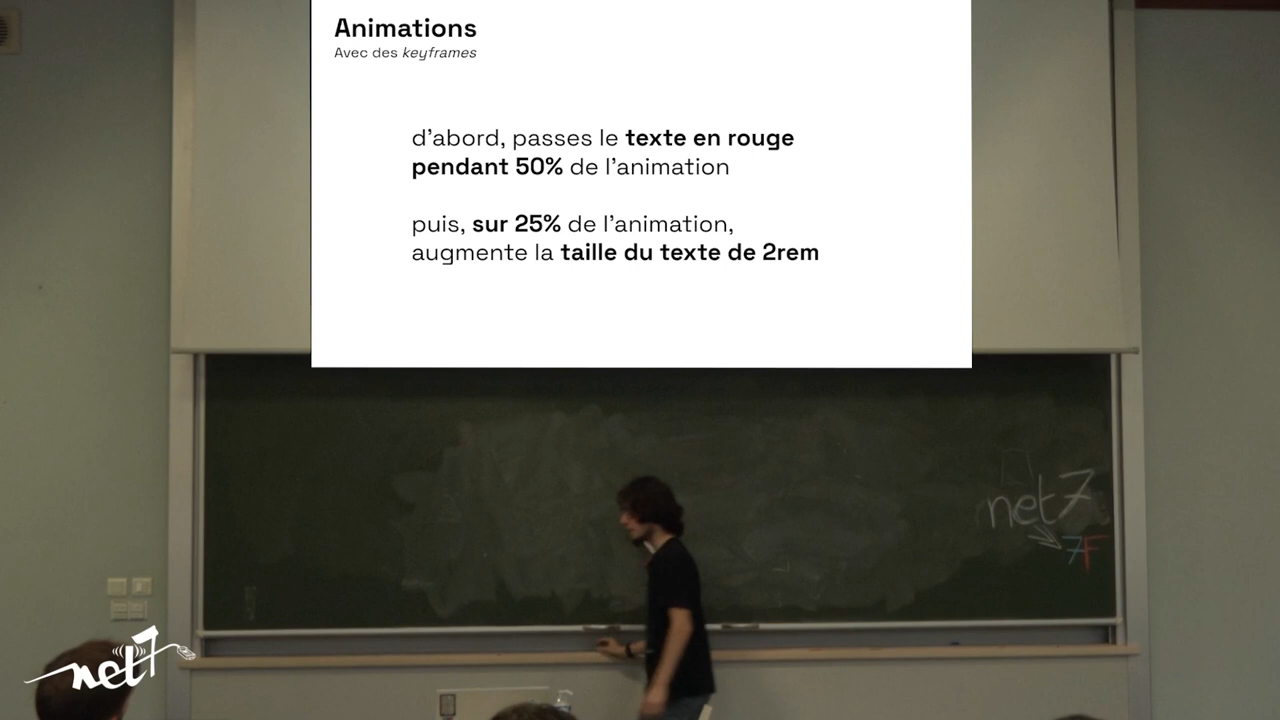 Animations
Avec des keyframes
d'abord, passes le texte en rouge
pendant 50% de l'animation
puis, sur 25% de l'animation,
augmente la taille du texte de 2rem
net7
7F
net7